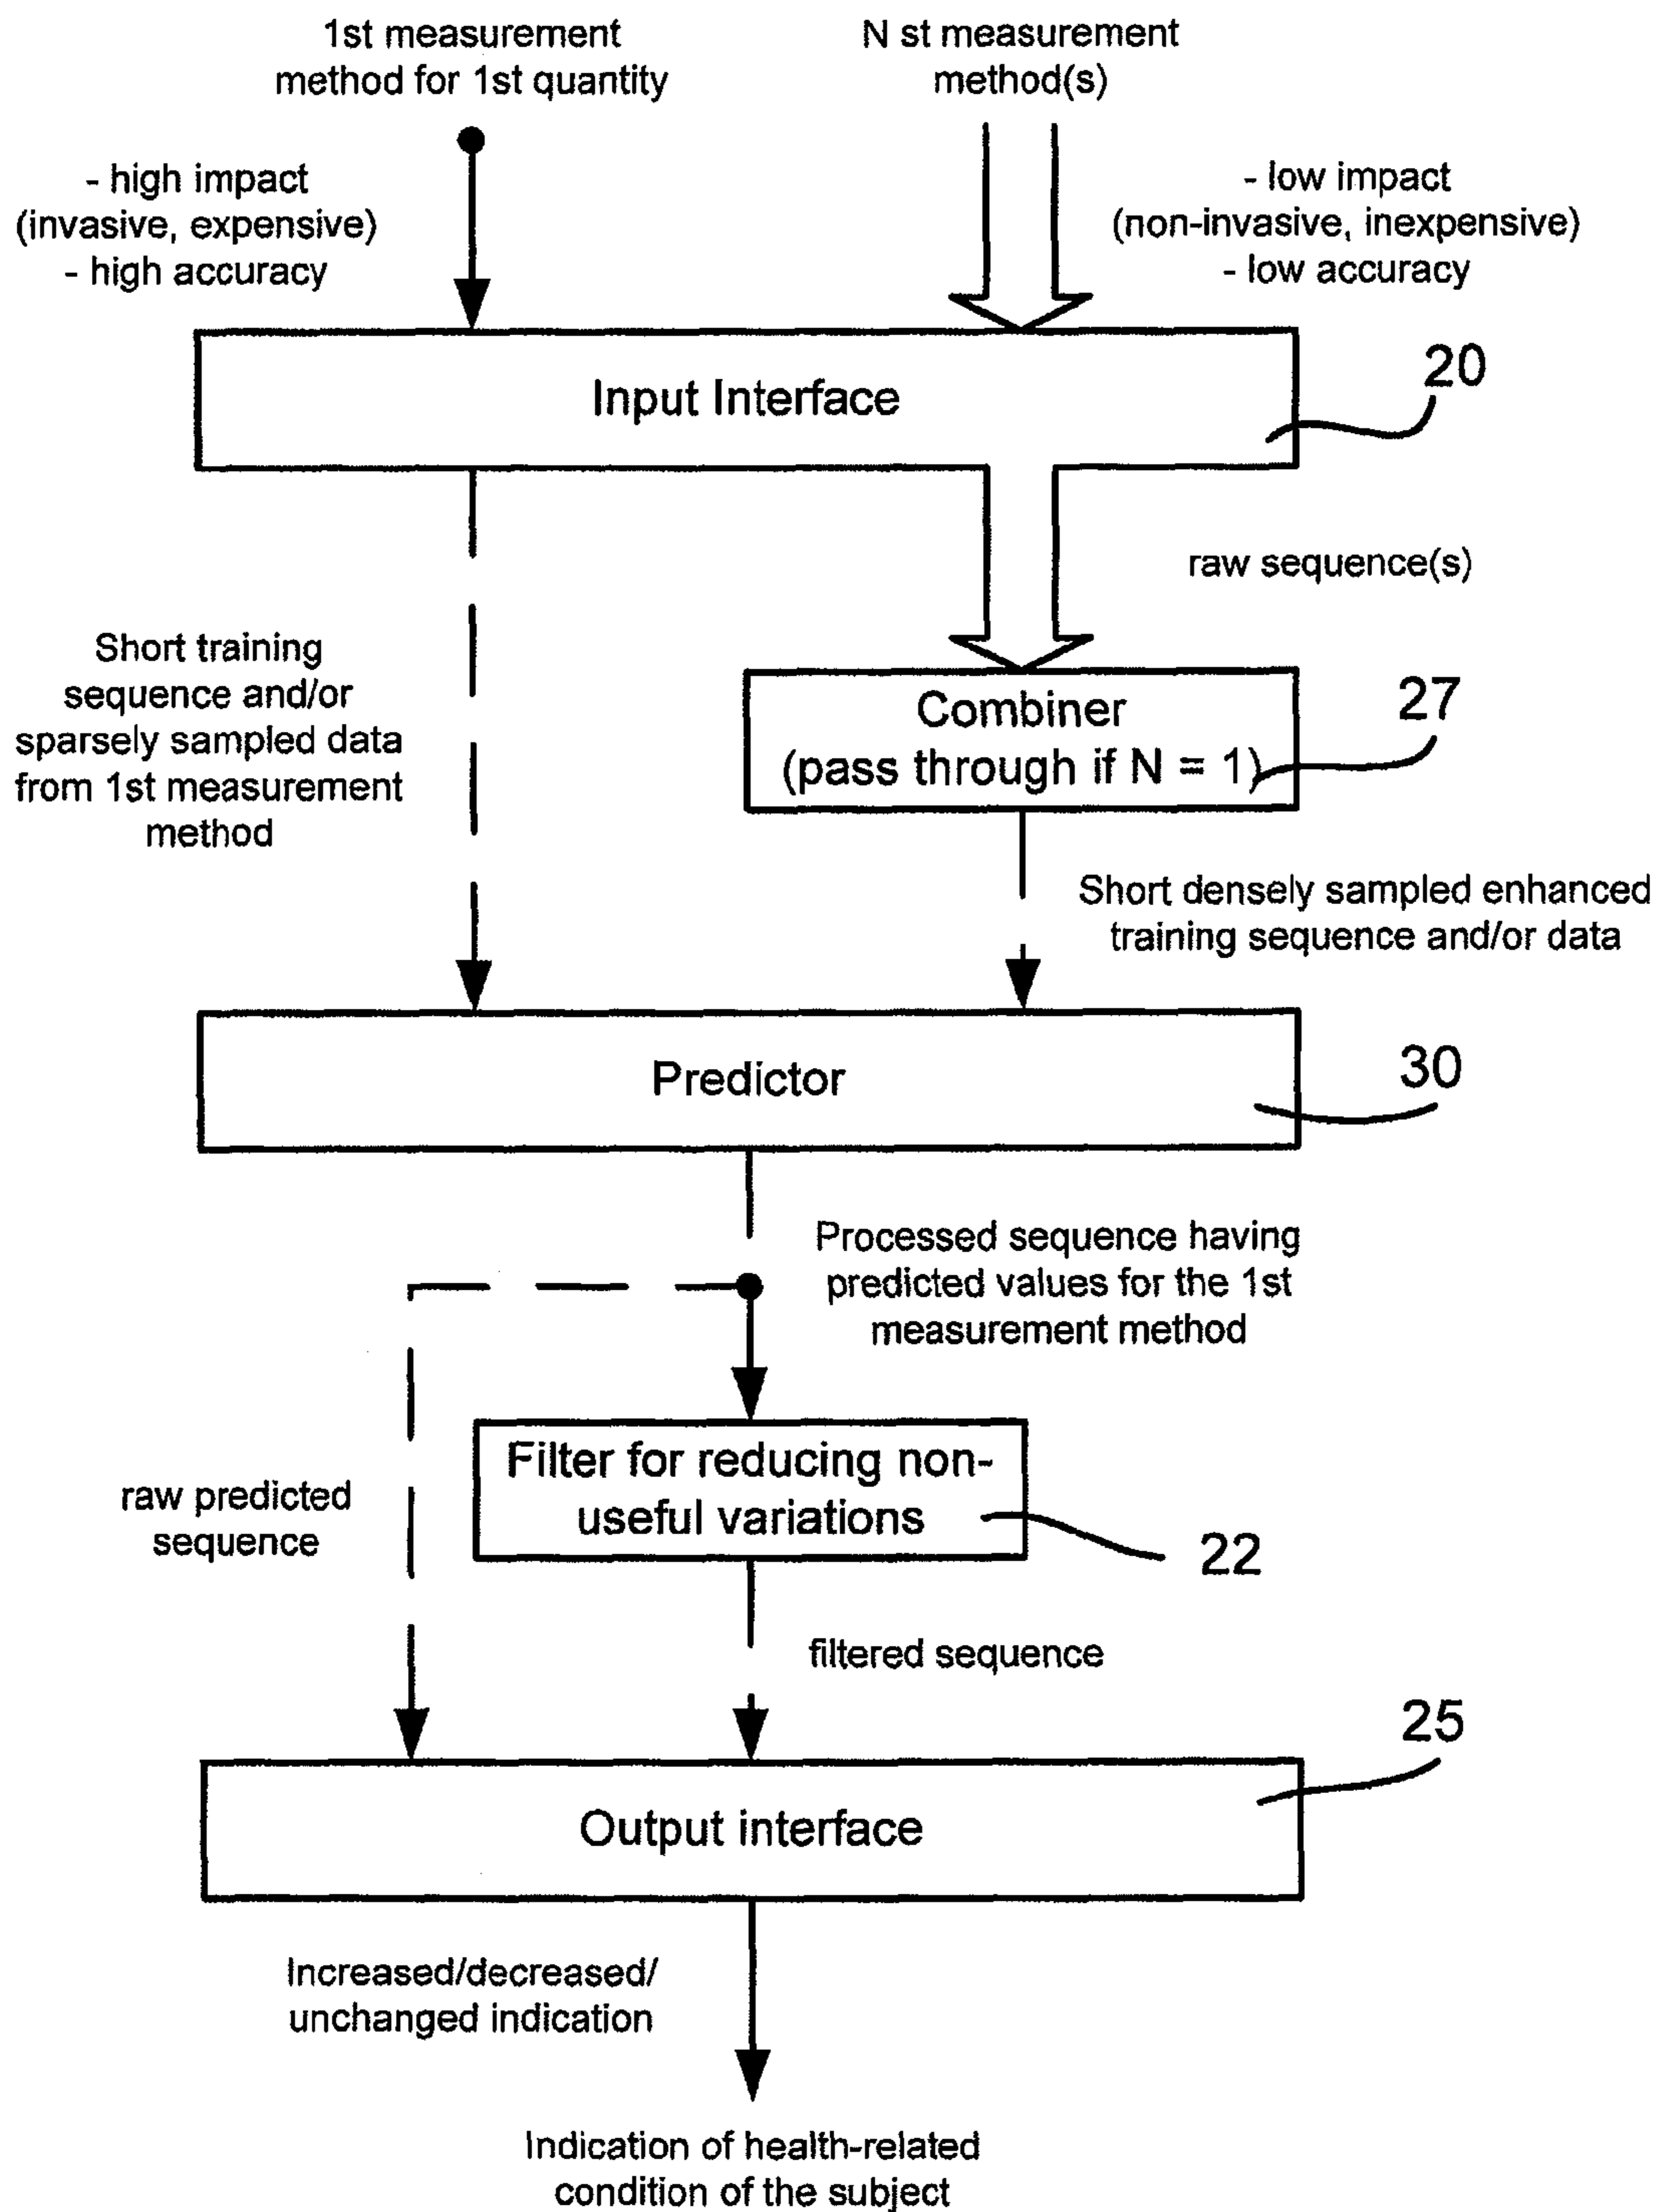 1st measurement
method for 1st quantity
N st measurement
method(s)
- high impact
(invasive, expensive)
- high accuracy
- low impact
(non-invasive, inexpensive)
- low accuracy
Input Interface
20
raw sequence(s)
Short training
sequence and/or
sparsely sampled data
from 1st measurement
method
Combiner
(pass through if N = 1)
27
Short densely sampled enhanced
training sequence and/or data
Predictor
30
Processed sequence having
predicted values for the 1st
measurement method
Filter for reducing non-
useful variations
22
raw predicted
sequence
filtered sequence
25
Output interface
Increased/decreased/
unchanged indication
Indication of health-related
condition of the subject